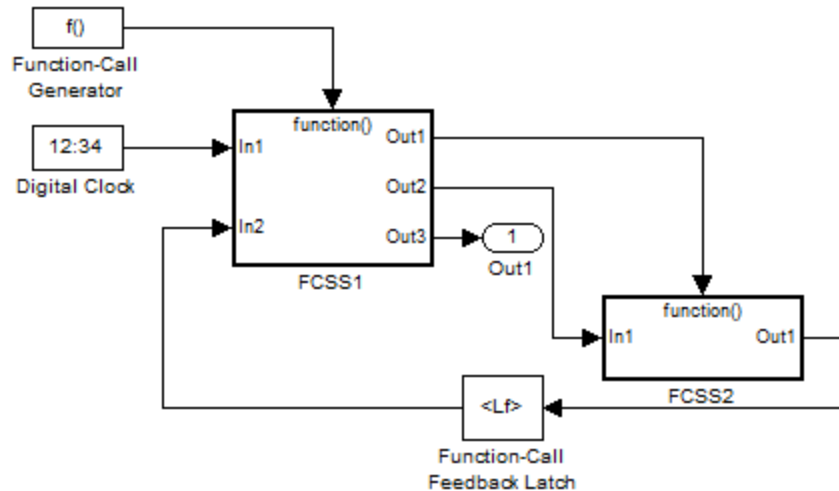 f()
Function-Call
Generator
function()
Out1
12:34
In1
Digital Clock
Out2
In2
Out3
1
Out1
FCSS1
function()
In1
Out1
FCSS2
<Lf>
Function-Call
Feedback Latch